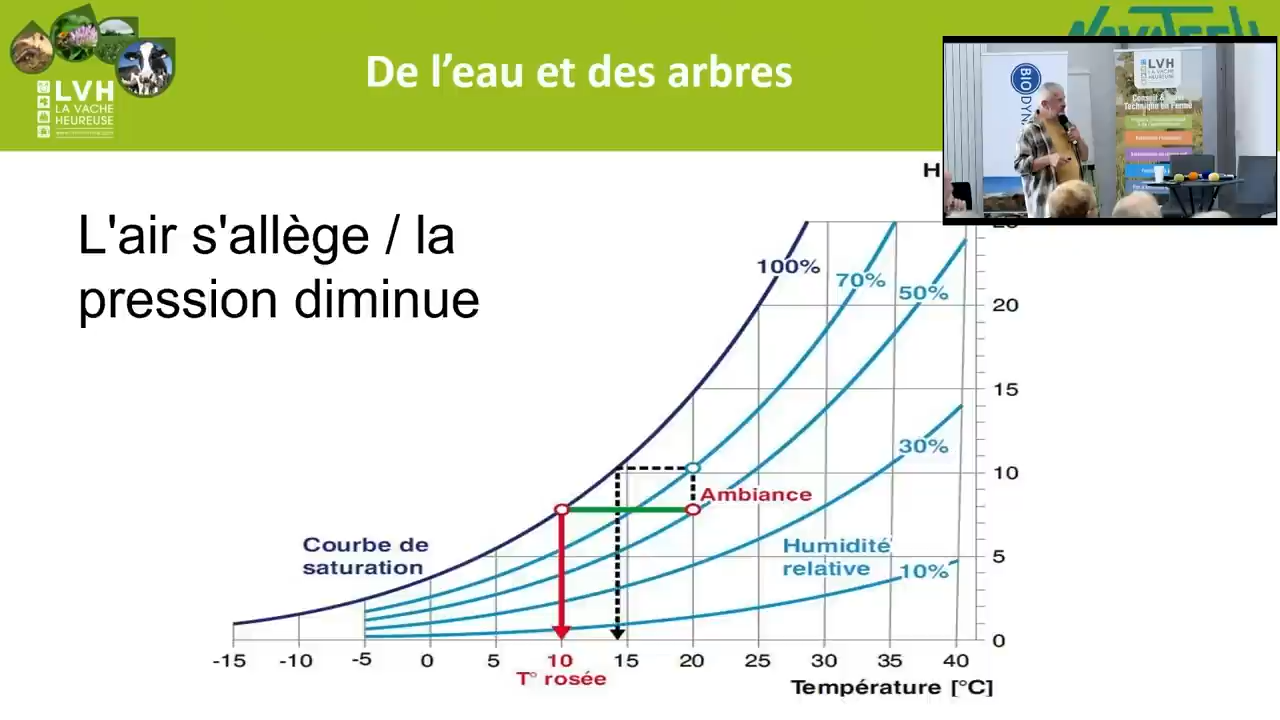 De l'eau et des arbres
LVH
LA VACHE
HEUREUSE
L'air s'allège / la
pression diminue
LVH
LA VACHE
HEUREUSE
BIO
H
100%
70%
50%
20
15
30%
10
Ambiance
Courbe de
saturation
Humidité
relative
10%
5
0
-15 -10 -5 0 5 10 15 20 25 30 35 40
T° rosée
Température [°C]